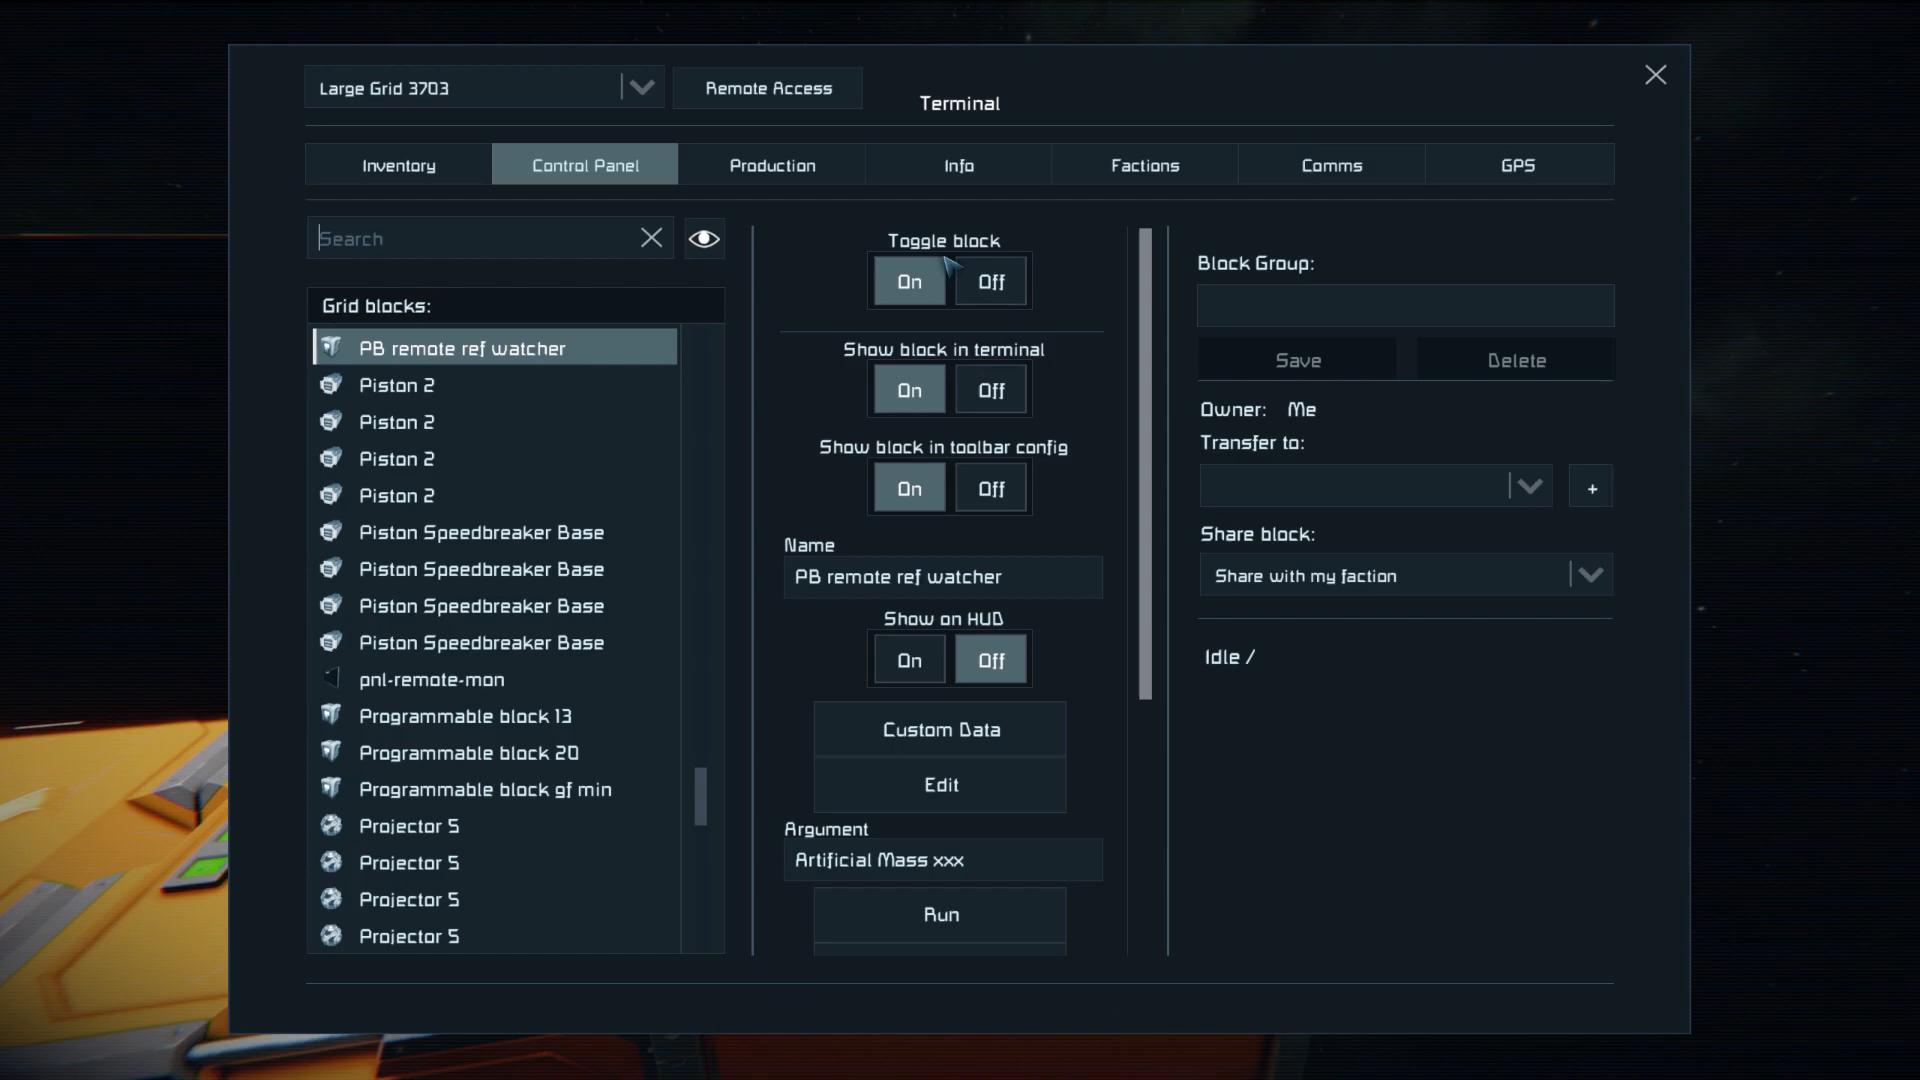 Large Grid 3703
Remote Access
Terminal
Inventory
Control Panel
Production
Info
Factions
Comms
GPS
Search
Grid blocks:
PB remote ref watcher
Piston 2
Piston 2
Piston 2
Piston 2
Piston Speedbreaker Base
Piston Speedbreaker Base
Piston Speedbreaker Base
Piston Speedbreaker Base
pnl-remote-mon
Programmable block 13
Programmable block 20
Programmable block gf min
Projector 5
Projector 5
Projector 5
Projector 5
Toggle block
On Off
Show block in terminal
On Off
Show block in toolbar config
On Off
Name
PB remote ref watcher
Show on HUD
On Off
Custom Data
Edit
Argument
Artificial Mass xxx
Run
Block Group:
Save Delete
Owner: Me
Transfer to:
+
Share block:
Share with my faction
Idle /